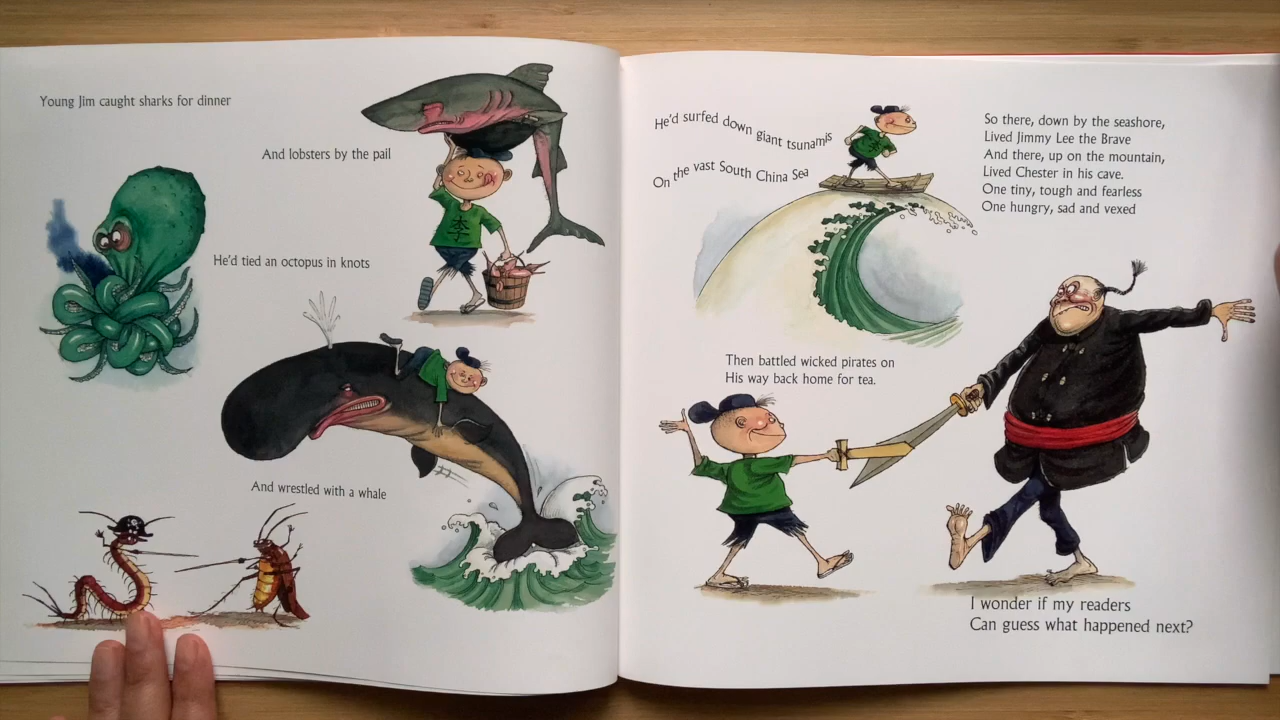 Young Jim caught sharks for dinner
And lobsters by the pail
李
He'd tied an octopus in knots
And wrestled with a whale
He'd surfed down giant tsunamis
On the vast South China Sea
Then battled wicked pirates on
His way back home for tea.
So there, down by the seashore,
Lived Jimmy Lee the Brave
And there, up on the mountain,
Lived Chester in his cave.
One tiny, tough and fearless
One hungry, sad and vexed
I wonder if my readers
Can guess what happened next?